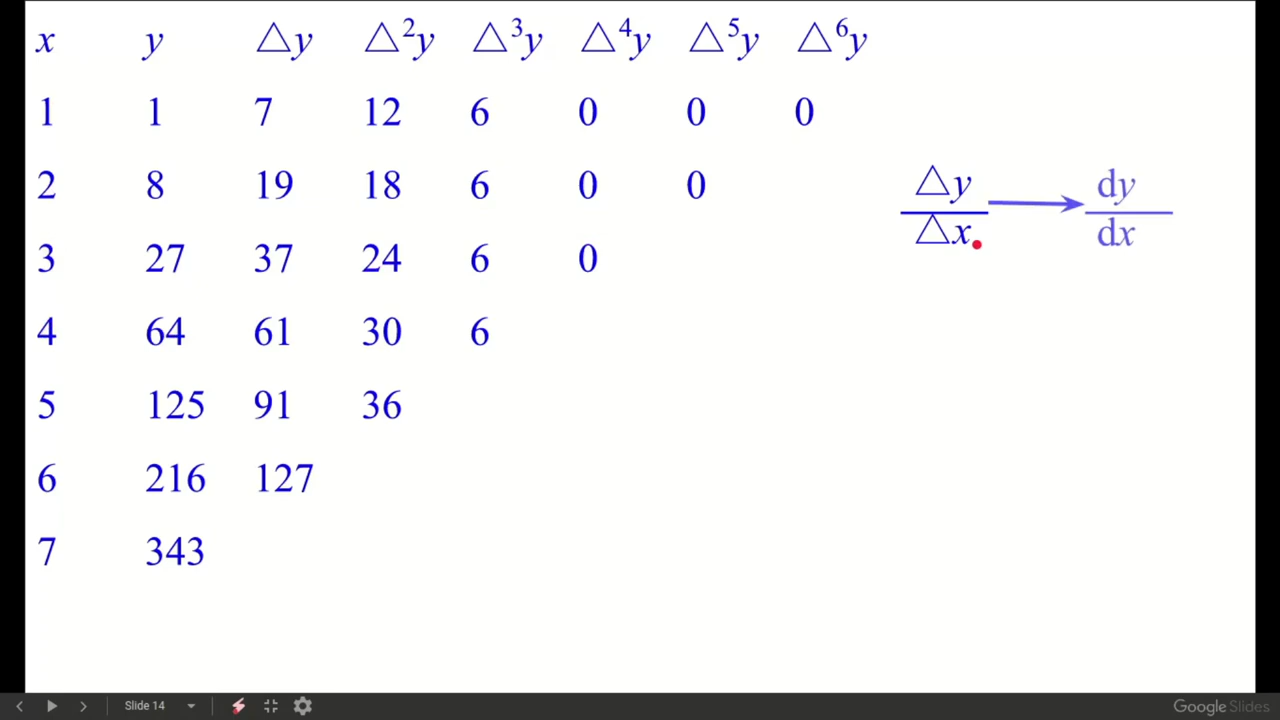 x y △y △²y △³y △⁴y △⁵y △⁶y
1 1 7 12 6 0 0 0
2 8 19 18 6 0 0
3 27 37 24 6 0
4 64 61 30 6
5 125 91 36
6 216 127
7 343
△y dy
△x dx
Slide 14
Google Slides